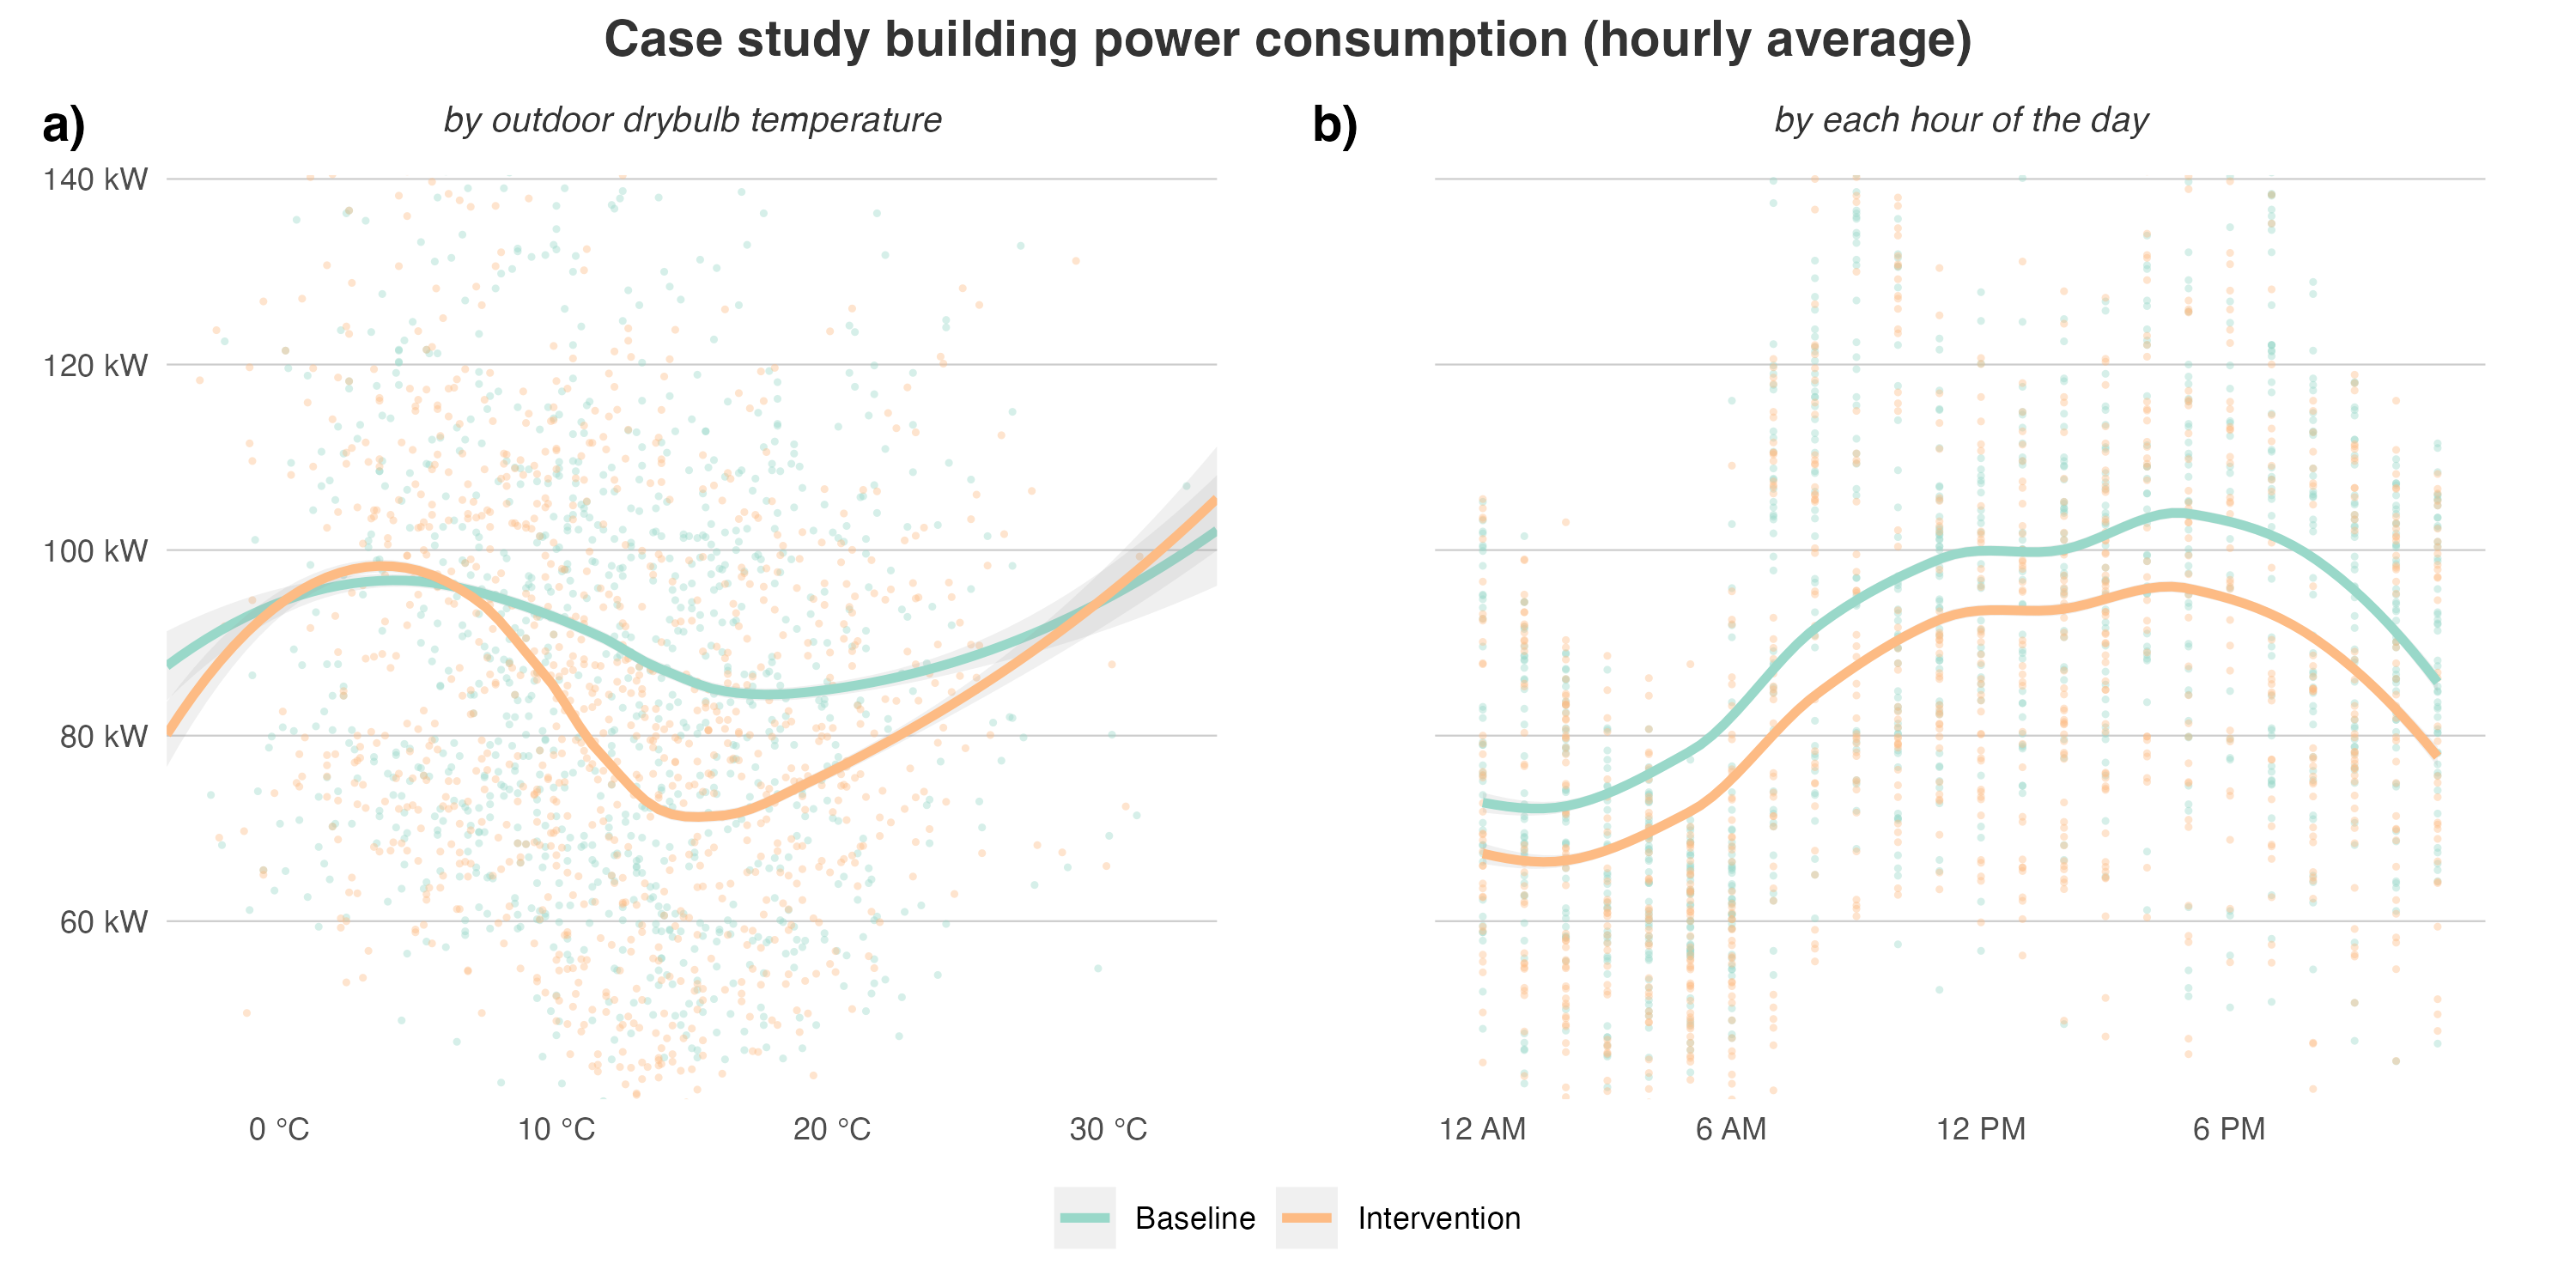 Case study building power consumption (hourly average)
a)
by outdoor drybulb temperature
140 kW
120 kW
100 kW
80 kW
60 kW
0 °C
10 °C
20 °C
30 °C
b)
by each hour of the day
12 AM
6 AM
12 PM
6 PM
Baseline
Intervention